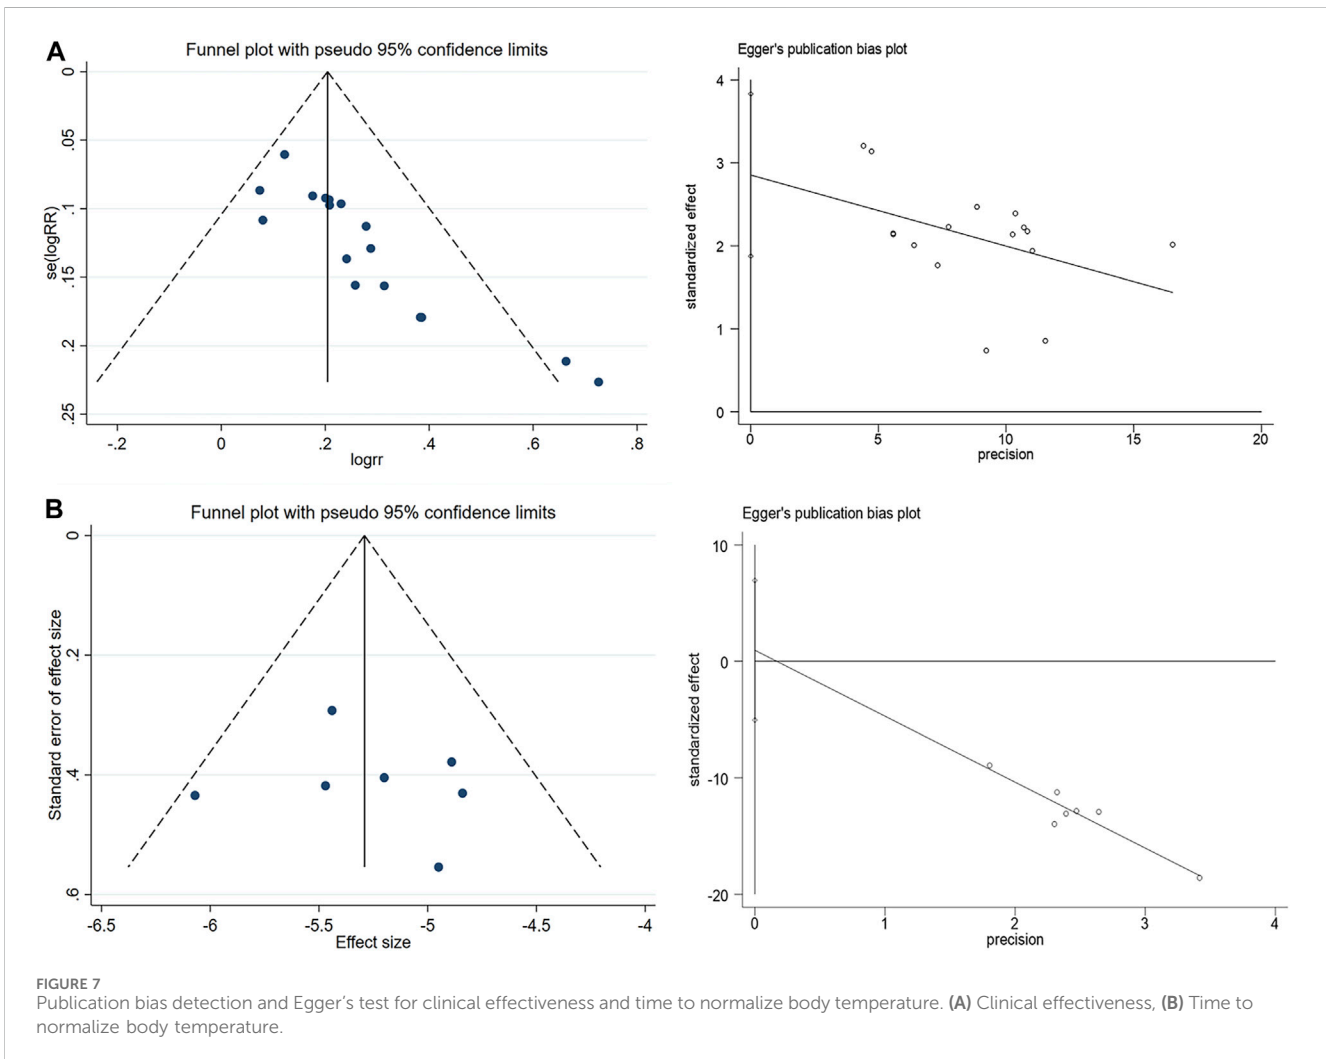 A
Funnel plot with pseudo 95% confidence limits
0
.05
.1
.15
.2
.25
se(logRR)
-.2
0
.2
.4
.6
.8
logrr
Egger's publication bias plot
4
3
2
1
0
standardized effect
0
5
10
15
20
precision
B
Funnel plot with pseudo 95% confidence limits
0
.2
.4
.6
Standard error of effect size
-6.5
-6
-5.5
-5
-4.5
-4
Effect size
Egger's publication bias plot
10
0
-10
-20
standardized effect
0
1
2
3
4
precision
FIGURE 7
Publication bias detection and Egger’s test for clinical effectiveness and time to normalize body temperature. (A) Clinical effectiveness, (B) Time to
normalize body temperature.